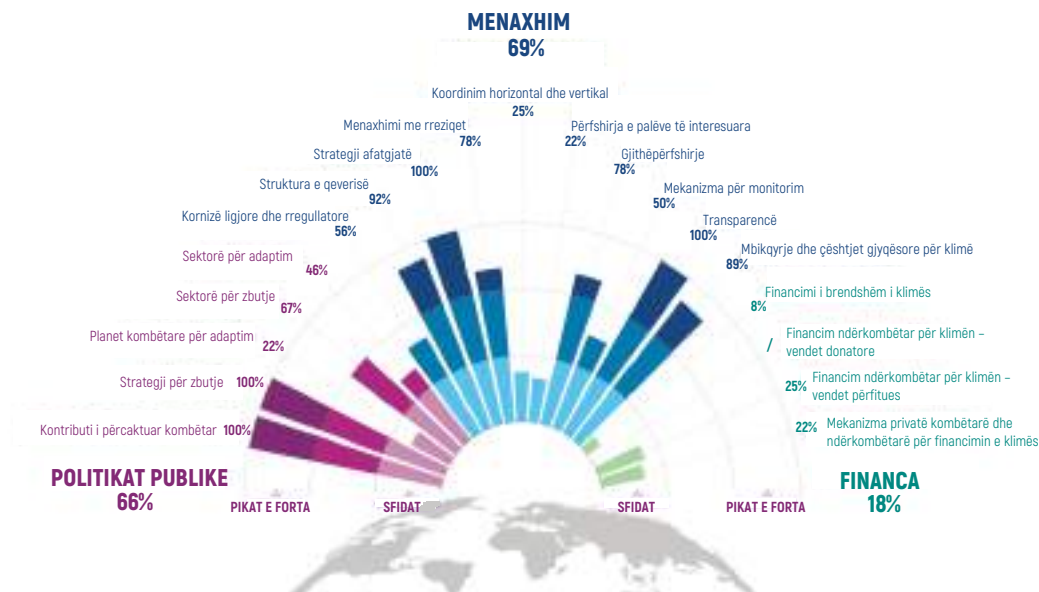 MENAXHIM
69%
Koordinim horizontal dhe vertikal
25%
Menaxhimi me rreziqet
78%
Përfshirja e palëve të interesuara
22%
Strategji afatgjatë
100%
Gjithëpërfshirje
78%
Struktura e qeverisë
92%
Mekanizma për monitorim
50%
Kornizë ligjore dhe rregullatore
56%
Transparencë
100%
Sektorë për adaptim
46%
Mbikqyrje dhe çështjet gjyqësore për klimë
89%
Sektorë për zbutje
67%
Financimi i brendshëm i klimës
8%
Planet kombëtare për adaptim
22%
Financim ndërkombëtar për klimën –
vendet donatore
/
Strategji për zbutje 100%
25% Financim ndërkombëtar për klimën –
vendet përfitues
Kontributi i përcaktuar kombëtar 100%
22% Mekanizma privatë kombëtarë dhe
ndërkombëtarë për financimin e klimës
POLITIKAT PUBLIKE
66%
FINANCA
18%
PIKAT E FORTA
SFIDAT
SFIDAT
PIKAT E FORTA